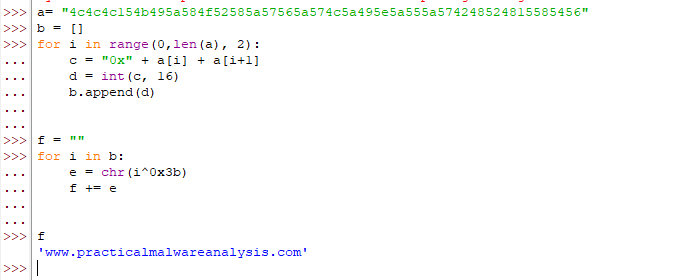 >>> a= "4c4c4c154b495a584f52585a57565a574c5a495e5a555a574248524815585456"
>>> b = []
>>> for i in range(0,len(a), 2):
... c = "0x" + a[i] + a[i+1]
... d = int(c, 16)
... b.append(d)
...
...
>>> f = ""
>>> for i in b:
... e = chr(i^0x3b)
... f += e
...
...
>>> f
'www.practicalmalwareanalysis.com'
>>>